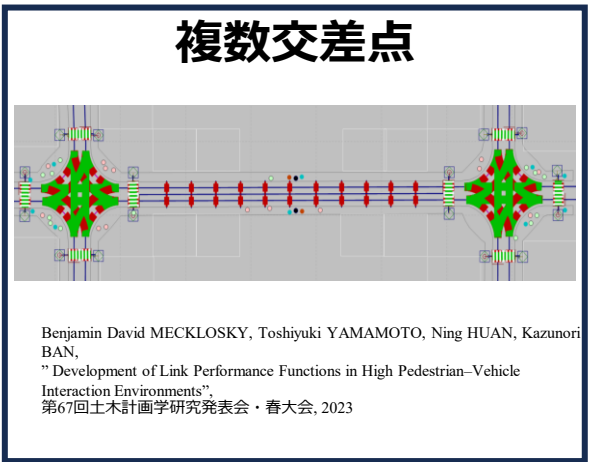 複数交差点
Benjamin David MECKLOSKY, Toshiyuki YAMAMOTO, Ning HUAN, Kazunori
BAN,
” Development of Link Performance Functions in High Pedestrian–Vehicle
Interaction Environments”,
第67回土木計画学研究発表会・春大会, 2023